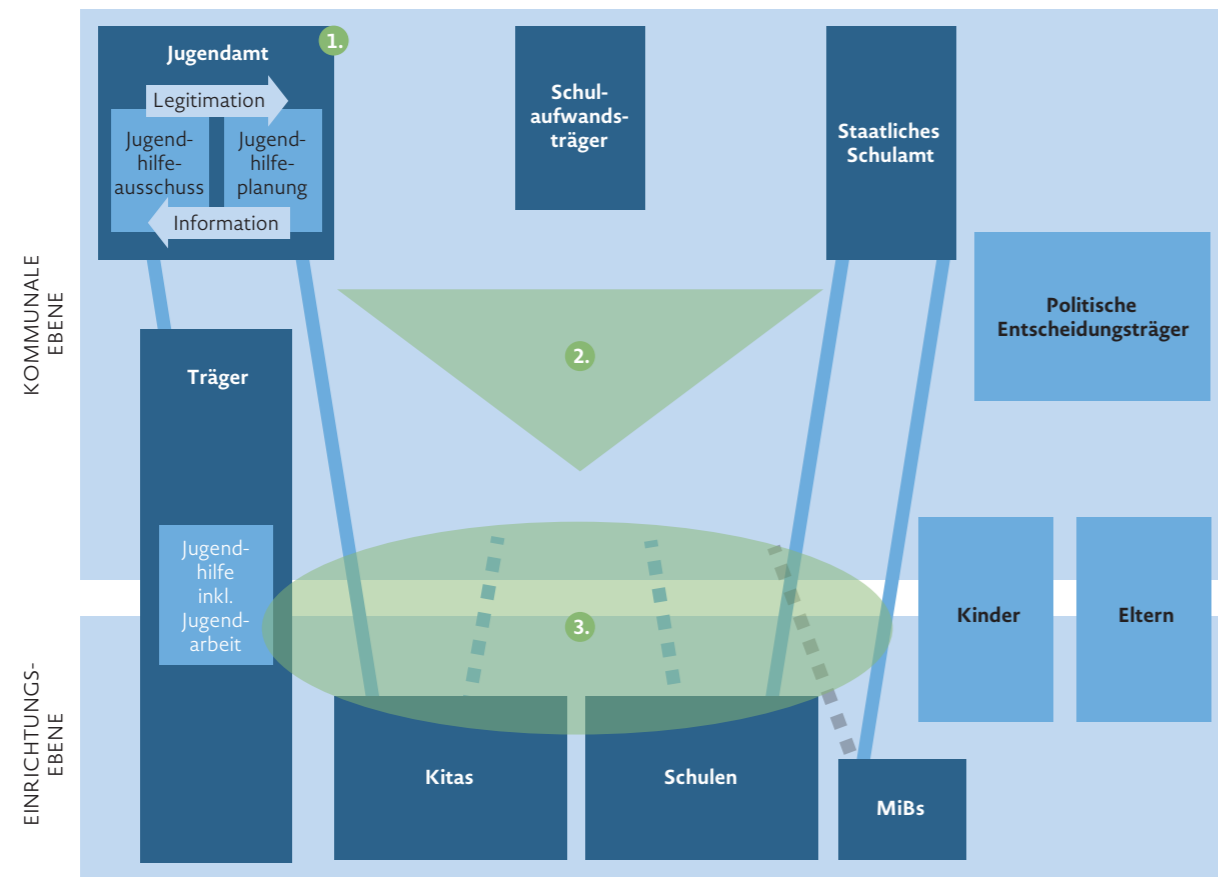 Jugendamt
1.
Legitimation
Jugend-
hilfe-
ausschuss
Jugend-
hilfe-
planung
Information
Schul-
aufwands-
träger
Staatliches
Schulamt
KOMMUNALE
EBENE
Politische
Entscheidungsträger
2.
Träger
Jugend-
hilfe
inkl.
Jugend-
arbeit
3.
Kinder
Eltern
EINRICHTUNGS-
EBENE
Kitas
Schulen
MiBs